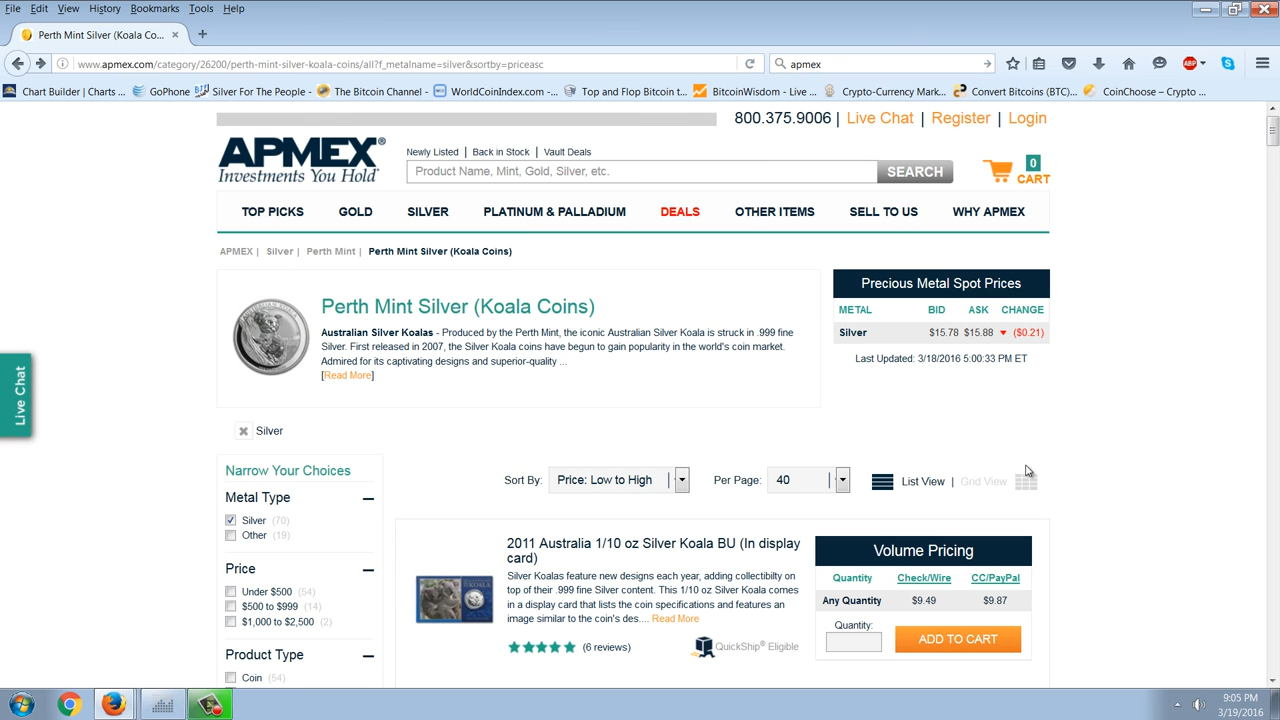 File Edit View History Bookmarks Tools Help
Perth Mint Silver (Koala Co...
www.apmex.com/category/26200/perth-mint-silver-koala-coins/all?f_metalname=silver&sortby=priceasc
apmex
ABP
Chart Builder | Charts ...
GoPhone
Silver For The People - ...
The Bitcoin Channel - ...
WorldCoinIndex.com -...
Top and Flop Bitcoin t...
BitcoinWisdom - Live ...
Crypto-Currency Mark...
Convert Bitcoins (BTC)...
CoinChoose – Crypto ...
800.375.9006 | Live Chat | Register | Login
APMEX®
Investments You Hold
Newly Listed | Back in Stock | Vault Deals
Product Name, Mint, Gold, Silver, etc.
SEARCH
0
CART
TOP PICKS GOLD SILVER PLATINUM & PALLADIUM DEALS OTHER ITEMS SELL TO US WHY APMEX
APMEX | Silver | Perth Mint | Perth Mint Silver (Koala Coins)
Perth Mint Silver (Koala Coins)
Australian Silver Koalas - Produced by the Perth Mint, the iconic Australian Silver Koala is struck in .999 fine
Silver. First released in 2007, the Silver Koala coins have begun to gain popularity in the world's coin market.
Admired for its captivating designs and superior-quality ...
[Read More]
Precious Metal Spot Prices
METAL BID ASK CHANGE
Silver $15.78 $15.88 ($0.21)
Last Updated: 3/18/2016 5:00:33 PM ET
Live Chat
Silver
Narrow Your Choices
Metal Type
Silver (70)
Other (19)
Price
Under $500 (54)
$500 to $999 (14)
$1,000 to $2,500 (2)
Product Type
Coin (54)
Sort By: Price: Low to High
Per Page: 40
List View | Grid View
2011 Australia 1/10 oz Silver Koala BU (In display
card)
Silver Koalas feature new designs each year, adding collectibilty on
top of their .999 fine Silver content. This 1/10 oz Silver Koala comes
in a display card that lists the coin specifications and features an
image similar to the coin's des.... Read More
(6 reviews)
QuickShip® Eligible
Volume Pricing
Quantity Check/Wire CC/PayPal
Any Quantity $9.49 $9.87
Quantity:
ADD TO CART
9:05 PM
3/19/2016